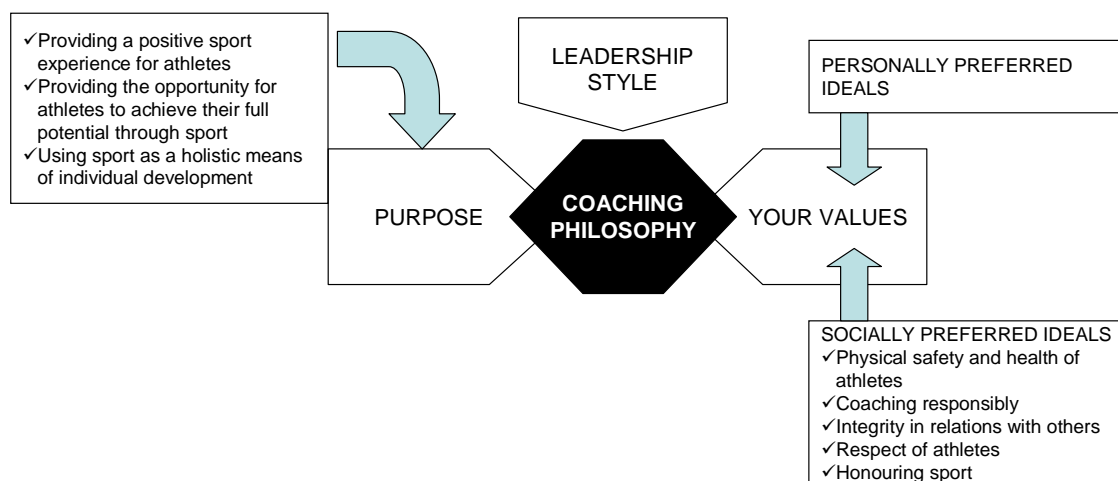 ✓Providing a positive sport
experience for athletes
✓Providing the opportunity for
athletes to achieve their full
potential through sport
✓Using sport as a holistic means
of individual development
LEADERSHIP
STYLE
PERSONALLY PREFERRED
IDEALS
PURPOSE
COACHING
PHILOSOPHY
YOUR VALUES
SOCIALLY PREFERRED IDEALS
✓Physical safety and health of
athletes
✓Coaching responsibly
✓Integrity in relations with others
✓Respect of athletes
✓Honouring sport